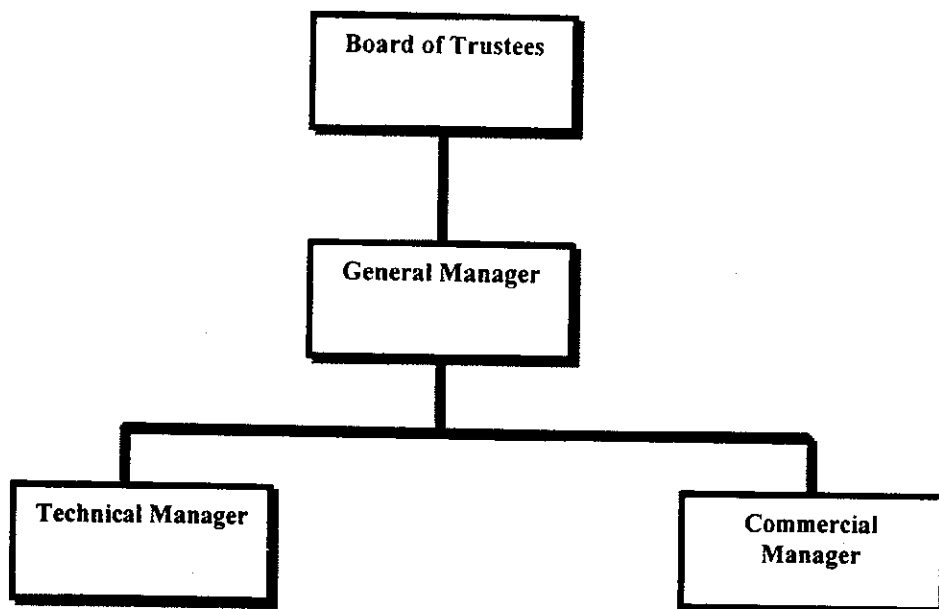 Board of Trustees
General Manager
Technical Manager
Commercial
Manager